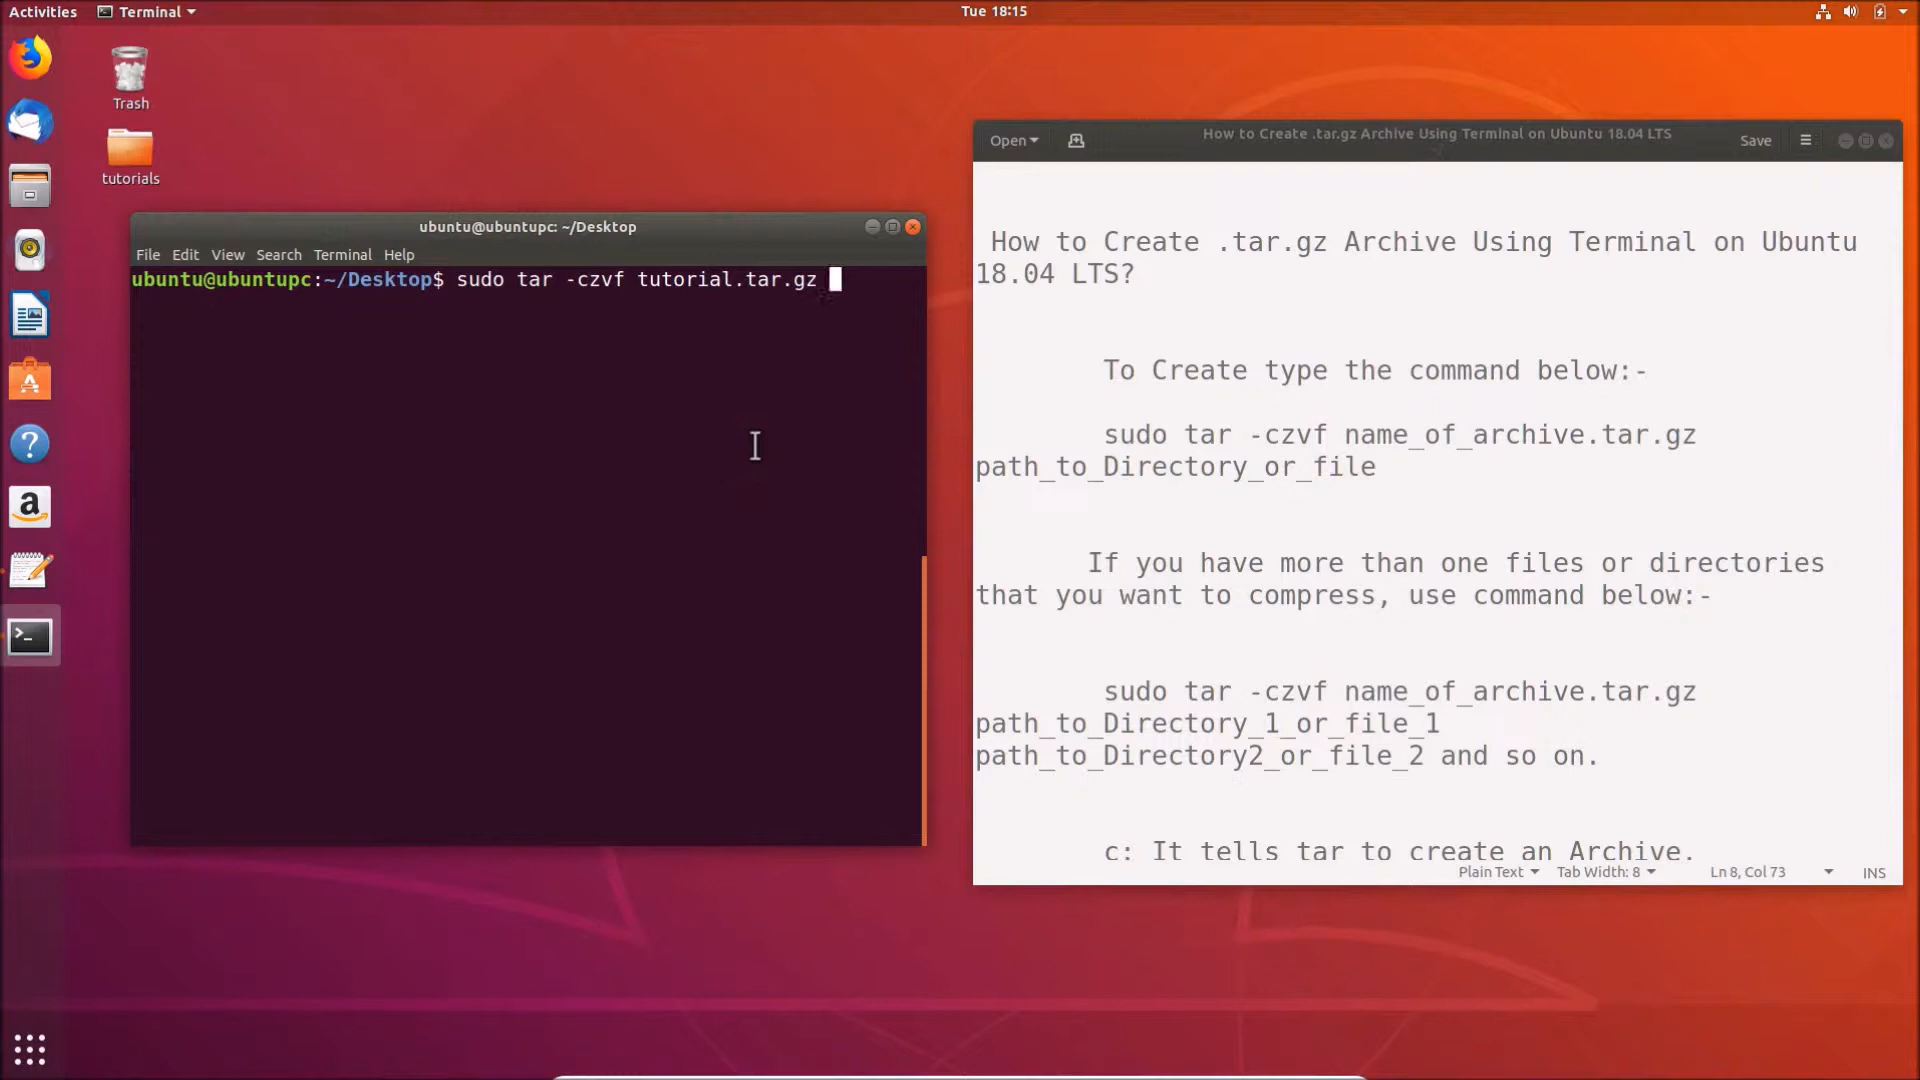 Activities
Terminal
Tue 18:15
Trash
tutorials
ubuntu@ubuntupc: ~/Desktop
File Edit View Search Terminal Help
ubuntu@ubuntupc:~/Desktop$ sudo tar -czvf tutorial.tar.gz
Open
How to Create .tar.gz Archive Using Terminal on Ubuntu 18.04 LTS
Save
How to Create .tar.gz Archive Using Terminal on Ubuntu
18.04 LTS?
To Create type the command below:-
sudo tar -czvf name_of_archive.tar.gz
path_to_Directory_or_file
If you have more than one files or directories
that you want to compress, use command below:-
sudo tar -czvf name_of_archive.tar.gz
path_to_Directory_1_or_file_1
path_to_Directory2_or_file_2 and so on.
c: It tells tar to create an Archive.
Plain Text Tab Width: 8 Ln 8, Col 73 INS